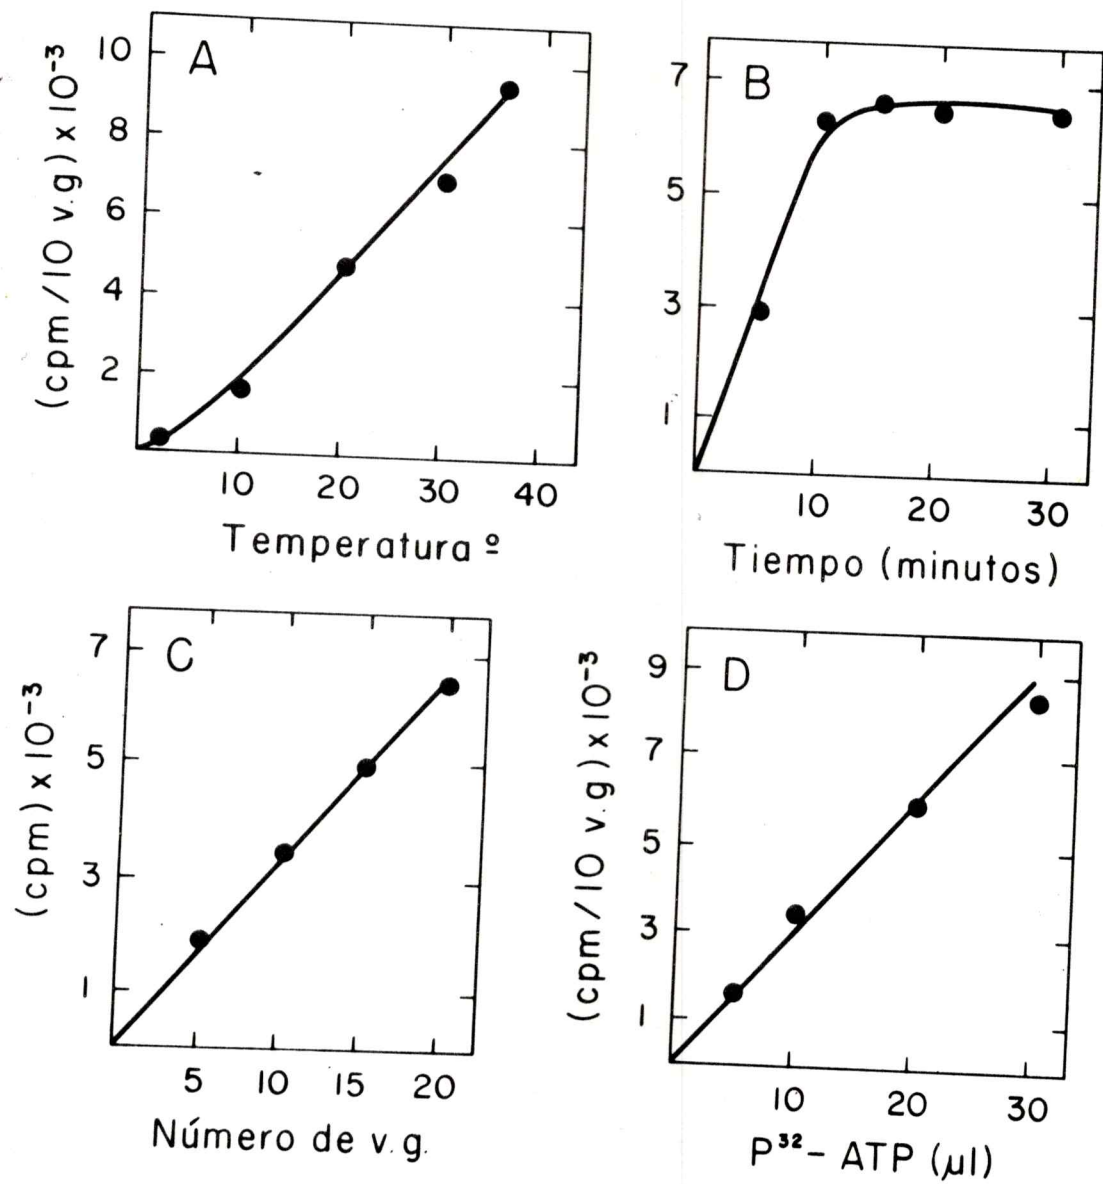 A
(cpm/10 v.g) x 10⁻³
10
8
6
4
2
10 20 30 40
Temperatura º
B
7
5
3
1
10 20 30
Tiempo (minutos)
C
(cpm) x 10⁻³
7
5
3
1
5 10 15 20
Número de v.g.
D
(cpm/10 v.g) x 10⁻³
9
7
5
3
1
10 20 30
P³² - ATP (µl)